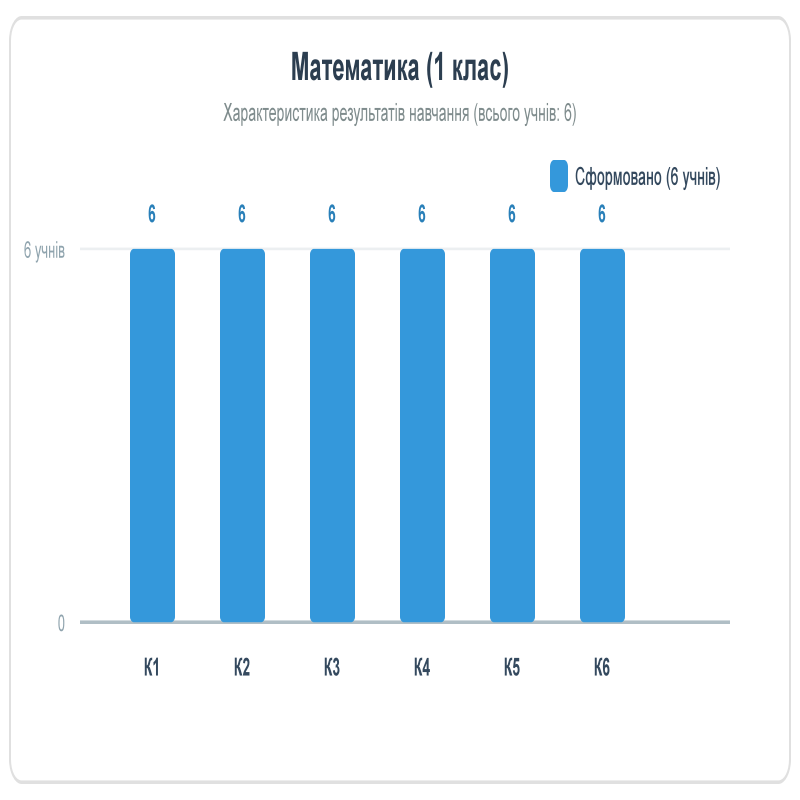 Математика (1 клас)
Характеристика результатів навчання (всього учнів: 6)
Сформовано (6 учнів)
6 6 6 6 6 6
6 учнів
0
К1 К2 К3 К4 К5 К6